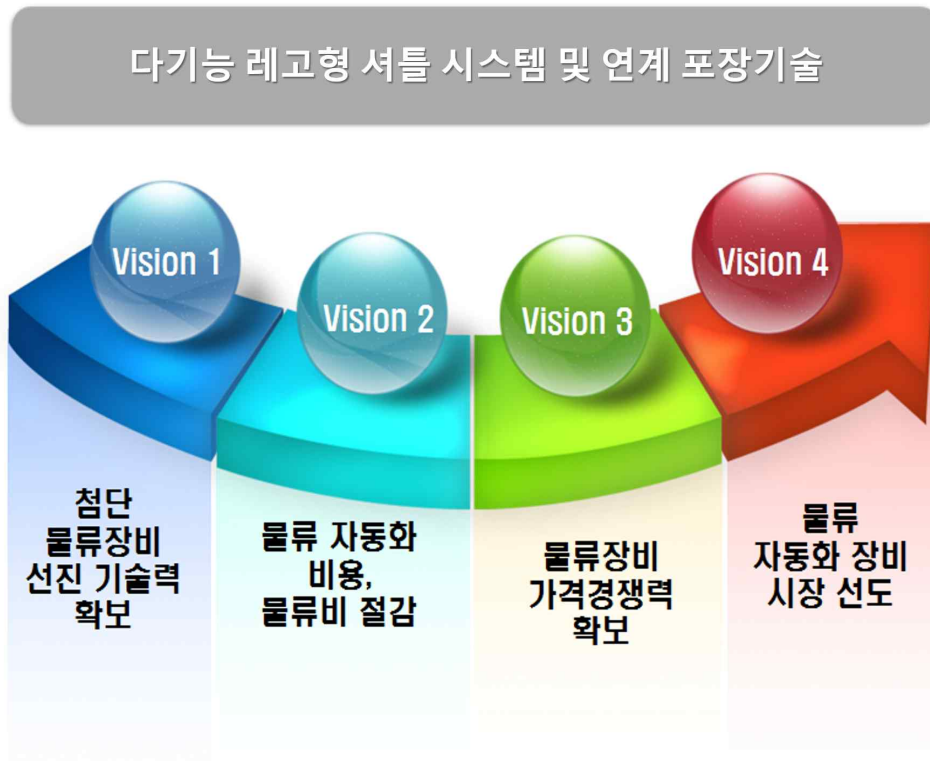 다기능 레고형 셔틀 시스템 및 연계 포장기술
Vision 1
첨단
물류장비
선진 기술력
확보
Vision 2
물류 자동화
비용,
물류비 절감
Vision 3
물류장비
가격경쟁력
확보
Vision 4
물류
자동화 장비
시장 선도